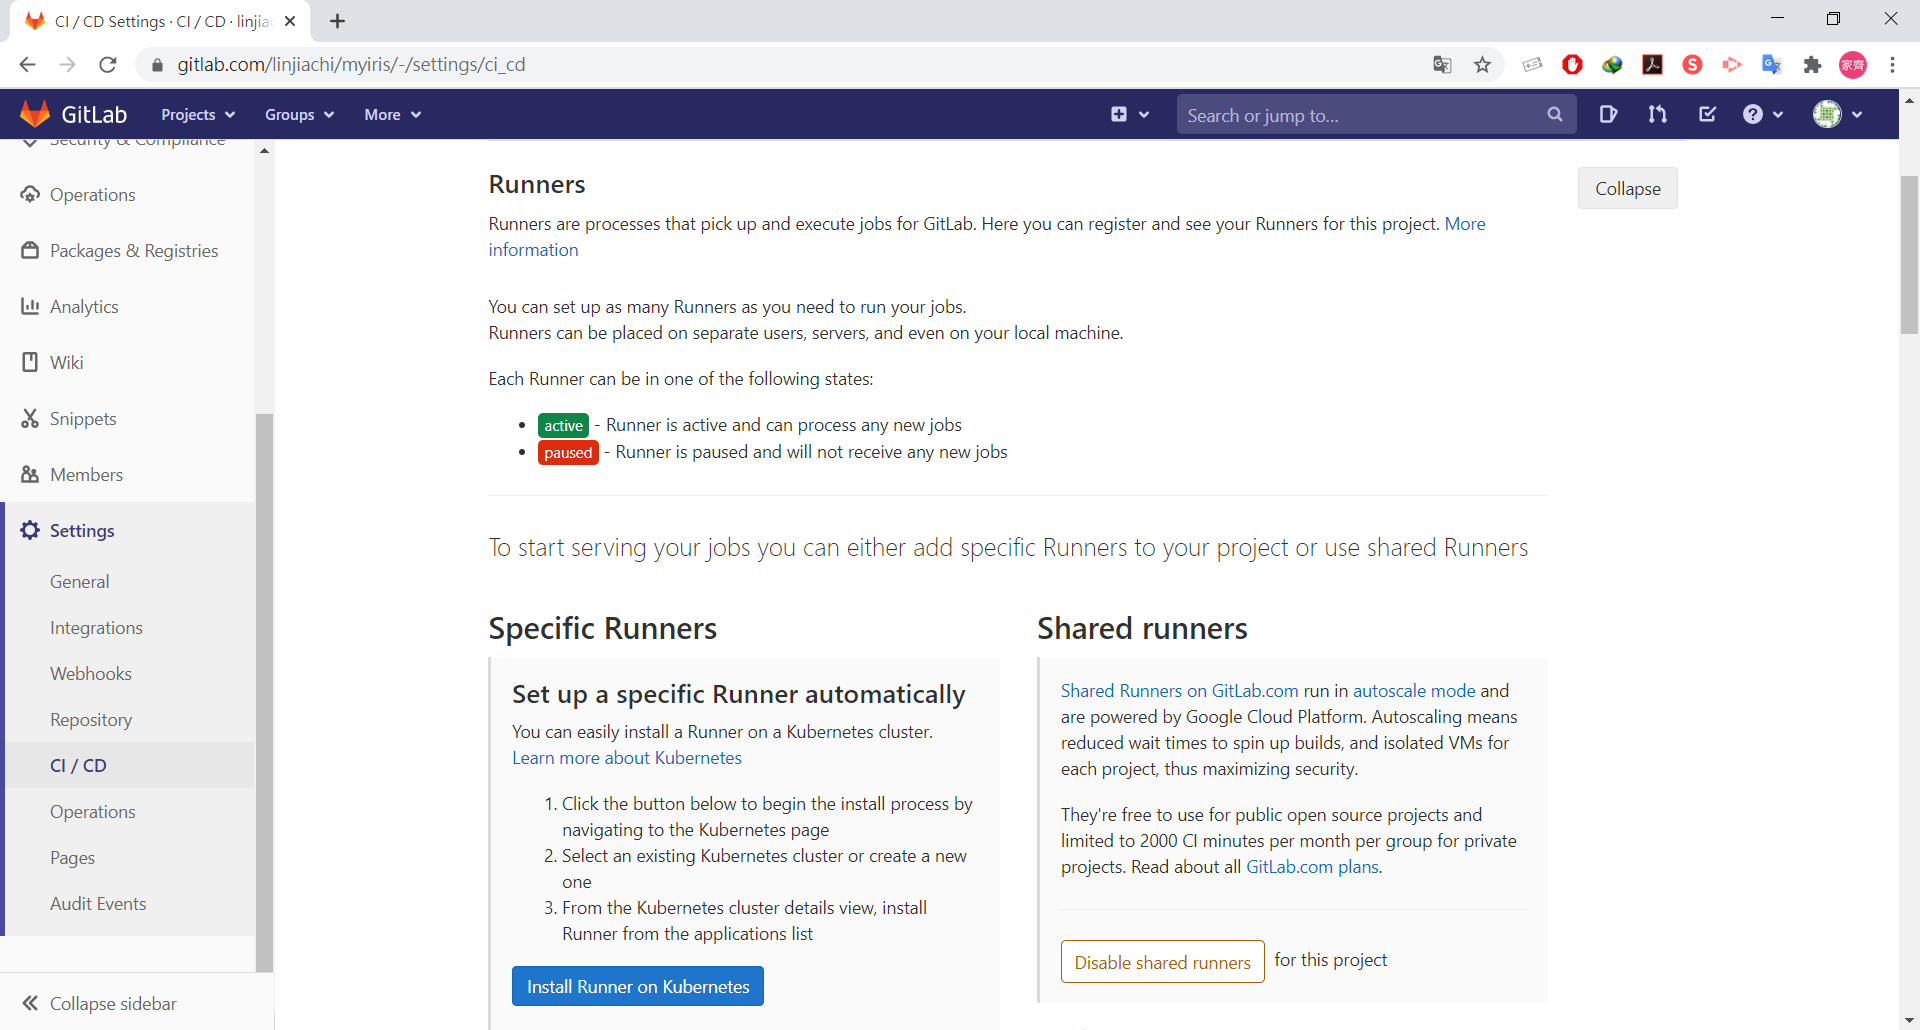 CI / CD Settings · CI / CD · linjia
gitlab.com/linjiachi/myiris/-/settings/ci_cd
家齊
GitLab
Projects
Groups
More
Search or jump to...
Security & Compliance
Operations
Packages & Registries
Analytics
Wiki
Snippets
Members
Settings
General
Integrations
Webhooks
Repository
CI / CD
Operations
Pages
Audit Events
Collapse sidebar
Runners
Collapse
Runners are processes that pick up and execute jobs for GitLab. Here you can register and see your Runners for this project. More
information
You can set up as many Runners as you need to run your jobs.
Runners can be placed on separate users, servers, and even on your local machine.
Each Runner can be in one of the following states:
• active - Runner is active and can process any new jobs
• paused - Runner is paused and will not receive any new jobs
To start serving your jobs you can either add specific Runners to your project or use shared Runners
Specific Runners
Set up a specific Runner automatically
You can easily install a Runner on a Kubernetes cluster.
Learn more about Kubernetes
1. Click the button below to begin the install process by
navigating to the Kubernetes page
2. Select an existing Kubernetes cluster or create a new
one
3. From the Kubernetes cluster details view, install
Runner from the applications list
Install Runner on Kubernetes
Shared runners
Shared Runners on GitLab.com run in autoscale mode and
are powered by Google Cloud Platform. Autoscaling means
reduced wait times to spin up builds, and isolated VMs for
each project, thus maximizing security.
They're free to use for public open source projects and
limited to 2000 CI minutes per month per group for private
projects. Read about all GitLab.com plans.
Disable shared runners for this project